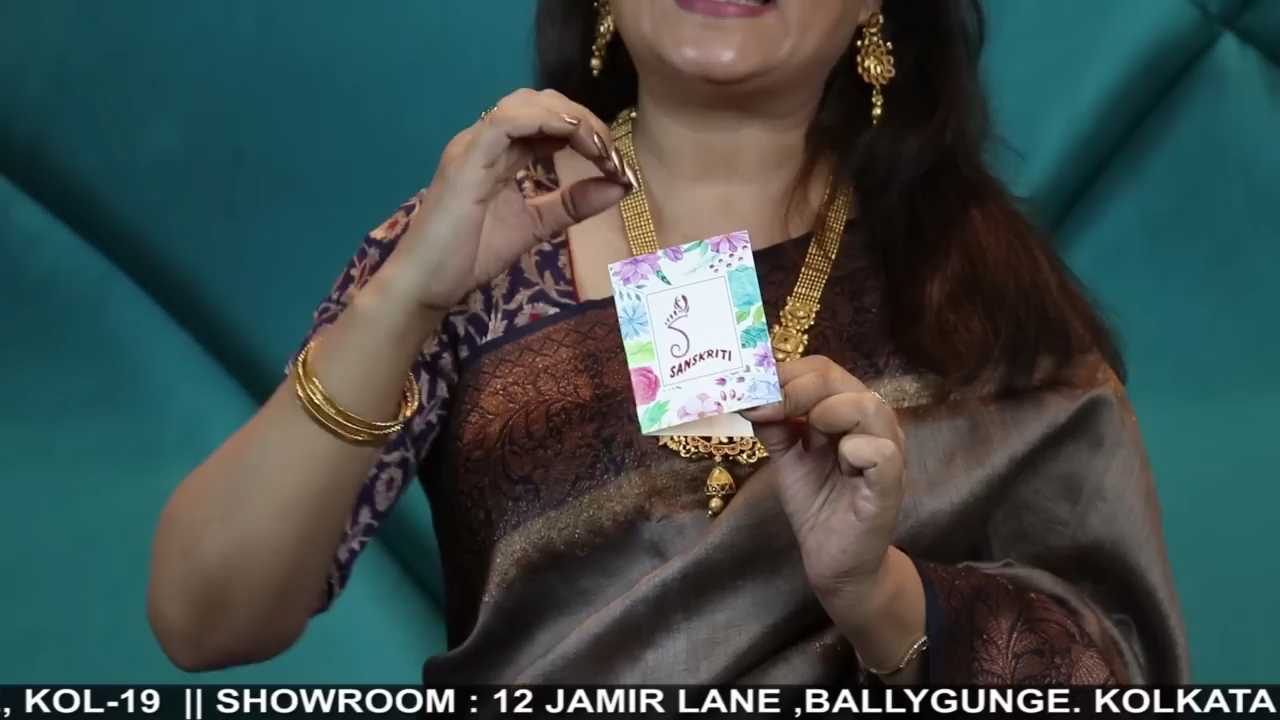 SANSKRITI
, KOL-19 || SHOWROOM : 12 JAMIR LANE ,BALLYGUNGE. KOLKATA